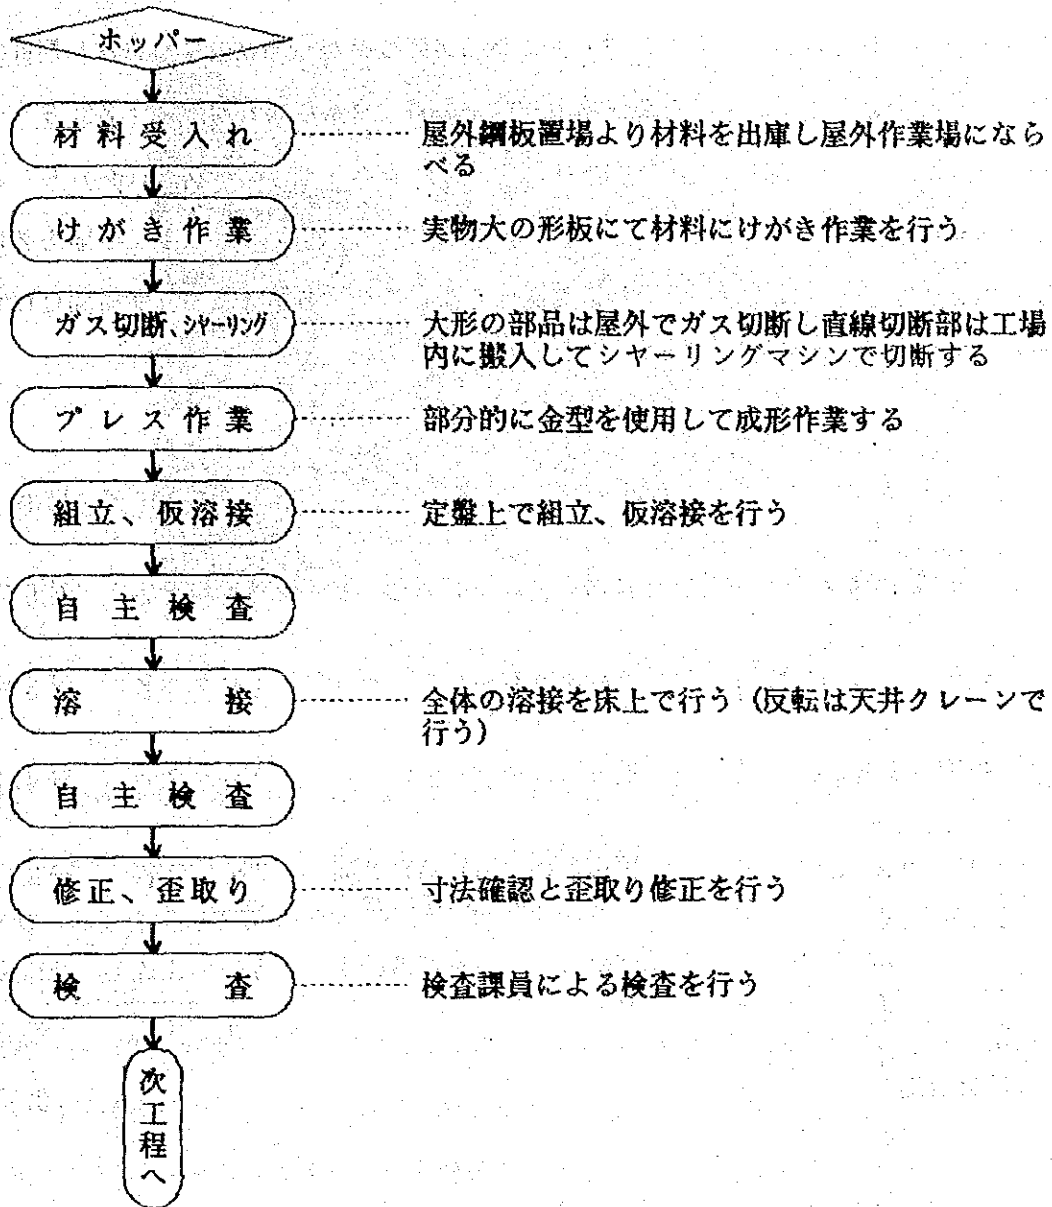 ホッパー
材料受入れ
屋外鋼板置場より材料を出庫し屋外作業場になら
べる
けがき作業
実物大の形板にて材料にけがき作業を行う
ガス切断、シャーリング
大形の部品は屋外でガス切断し直線切断部は工場
内に搬入してシヤーリングマシンで切断する
プレス作業
部分的に金型を使用して成形作業する
組立、仮溶接
定盤上で組立、仮溶接を行う
自主検査
溶接
全体の溶接を床上で行う（反転は天井クレーンで
行う）
自主検査
修正、歪取り
寸法確認と歪取り修正を行う
検査
検査課員による検査を行う
次工程へ